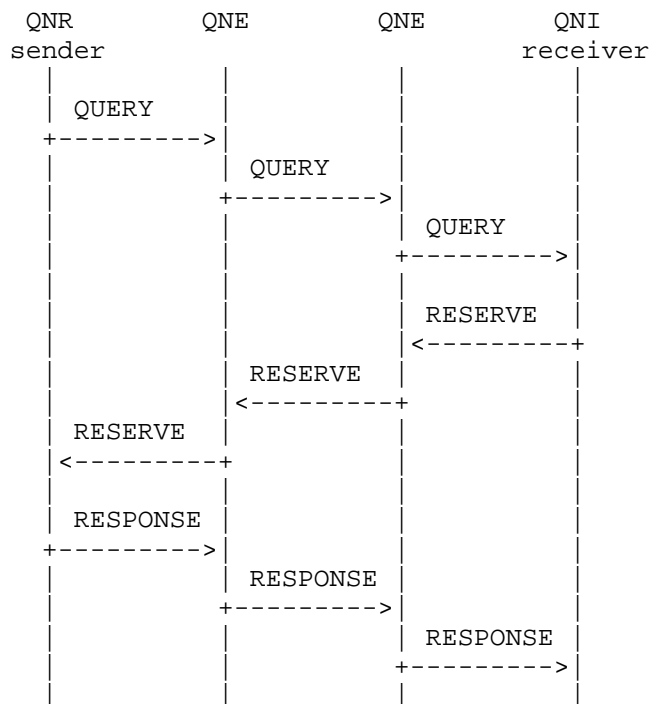 QNR QNE QNE QNI
sender receiver
QUERY
QUERY
QUERY
RESERVE
RESERVE
RESERVE
RESPONSE
RESPONSE
RESPONSE